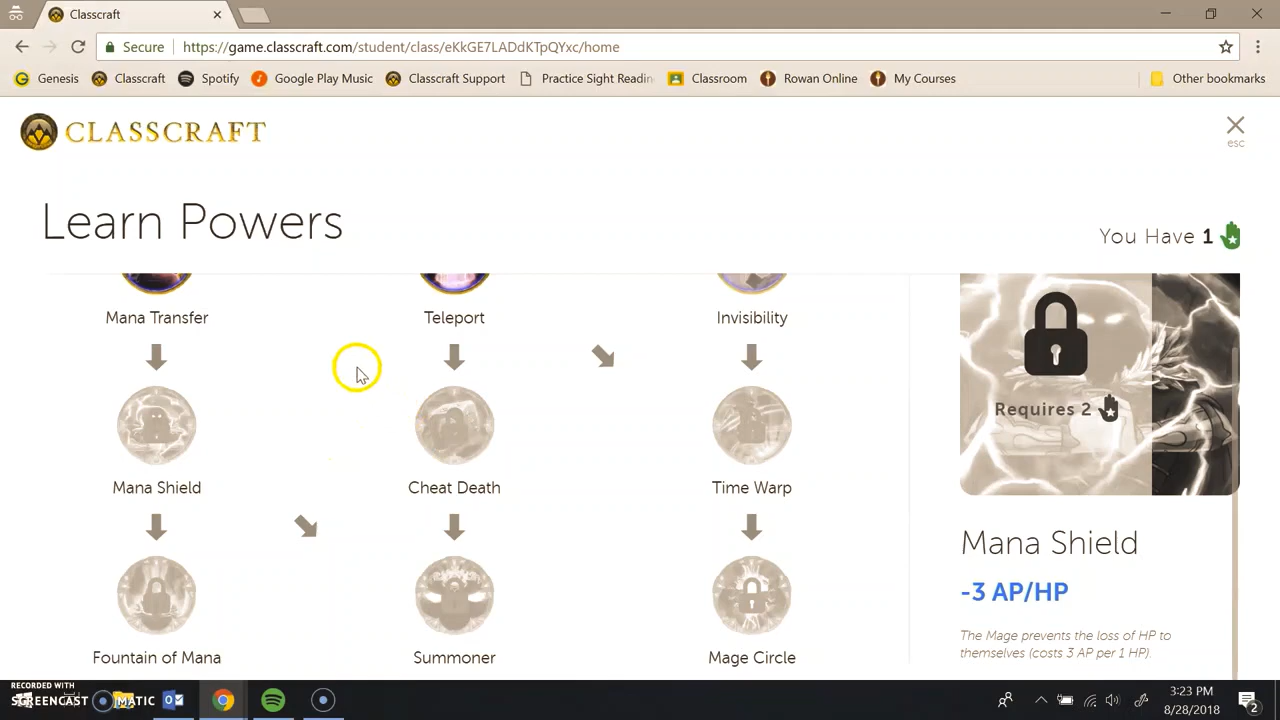 Classcraft
Secure
https://game.classcraft.com/student/class/eKkGE7LADdKTpQYxc/home
Genesis Classcraft Spotify Google Play Music Classcraft Support Practice Sight Readin Classroom Rowan Online My Courses Other bookmarks
CLASSCRAFT
esc
Learn Powers
You Have 1
Mana Transfer Teleport Invisibility
Requires 2
Mana Shield Cheat Death Time Warp
Mana Shield
-3 AP/HP
The Mage prevents the loss of HP to
themselves (costs 3 AP per 1 HP).
Fountain of Mana Summoner Mage Circle
RECORDED WITH
SCREENCAST MATIC
3:23 PM
8/28/2018
2